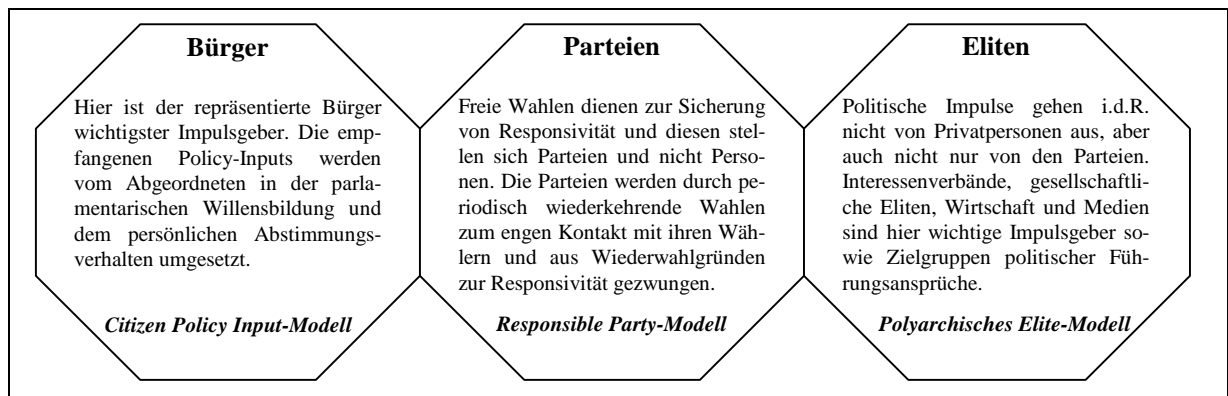 Bürger
Hier ist der repräsentierte Bürger
wichtigster Impulsgeber. Die emp-
fangenen Policy-Inputs werden
vom Abgeordneten in der parla-
mentarischen Willensbildung und
dem persönlichen Abstimmungs-
verhalten umgesetzt.
Citizen Policy Input-Modell
Parteien
Freie Wahlen dienen zur Sicherung
von Responsivität und diesen stel-
len sich Parteien und nicht Perso-
nen. Die Parteien werden durch pe-
riodisch wiederkehrende Wahlen
zum engen Kontakt mit ihren Wäh-
lern und aus Wiederwahlgründen
zur Responsivität gezwungen.
Responsible Party-Modell
Eliten
Politische Impulse gehen i.d.R.
nicht von Privatpersonen aus, aber
auch nicht nur von den Parteien.
Interessenverbände, gesellschaftli-
che Eliten, Wirtschaft und Medien
sind hier wichtige Impulsgeber so-
wie Zielgruppen politischer Füh-
rungsansprüche.
Polyarchisches Elite-Modell